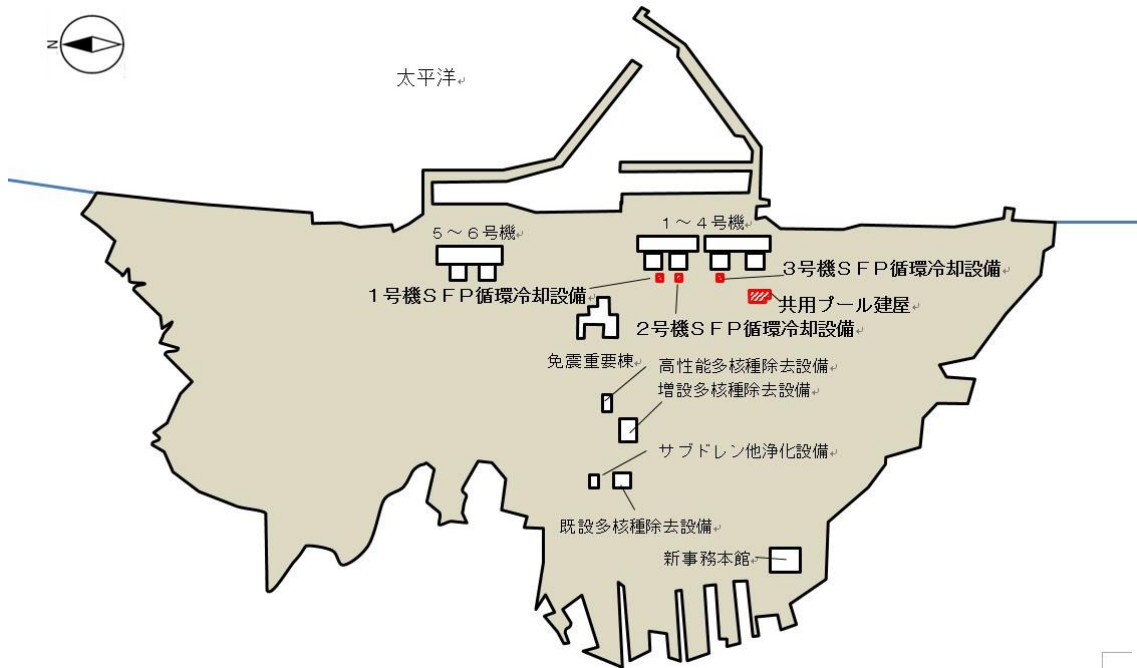 N
太平洋
1~4号機
5~6号機
3号機SFP循環冷却設備
1号機SFP循環冷却設備
共用プール建屋
2号機SFP循環冷却設備
免震重要棟
高性能多核種除去設備
増設多核種除去設備
サブドレン他浄化設備
既設多核種除去設備
新事務本館